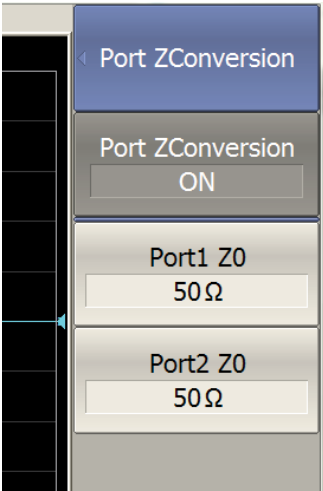 Port ZConversion
Port ZConversion
ON
Port1 Z0
50Ω
Port2 Z0
50Ω